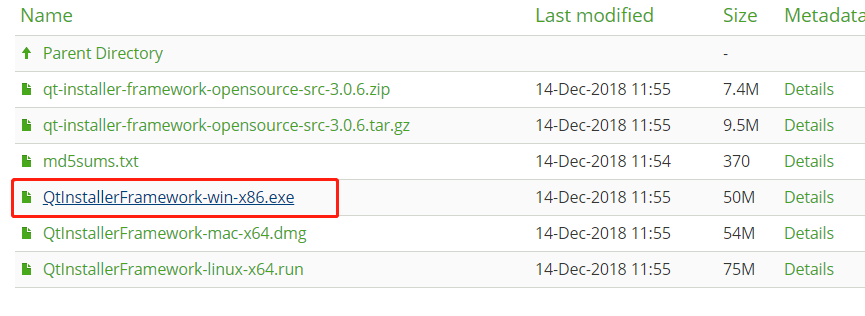 Name Last modified Size Metadata
Parent Directory -
qt-installer-framework-opensource-src-3.0.6.zip 14-Dec-2018 11:55 7.4M Details
qt-installer-framework-opensource-src-3.0.6.tar.gz 14-Dec-2018 11:55 9.5M Details
md5sums.txt 14-Dec-2018 11:54 370 Details
QtInstallerFramework-win-x86.exe 14-Dec-2018 11:55 50M Details
QtInstallerFramework-mac-x64.dmg 14-Dec-2018 11:55 54M Details
QtInstallerFramework-linux-x64.run 14-Dec-2018 11:55 75M Details